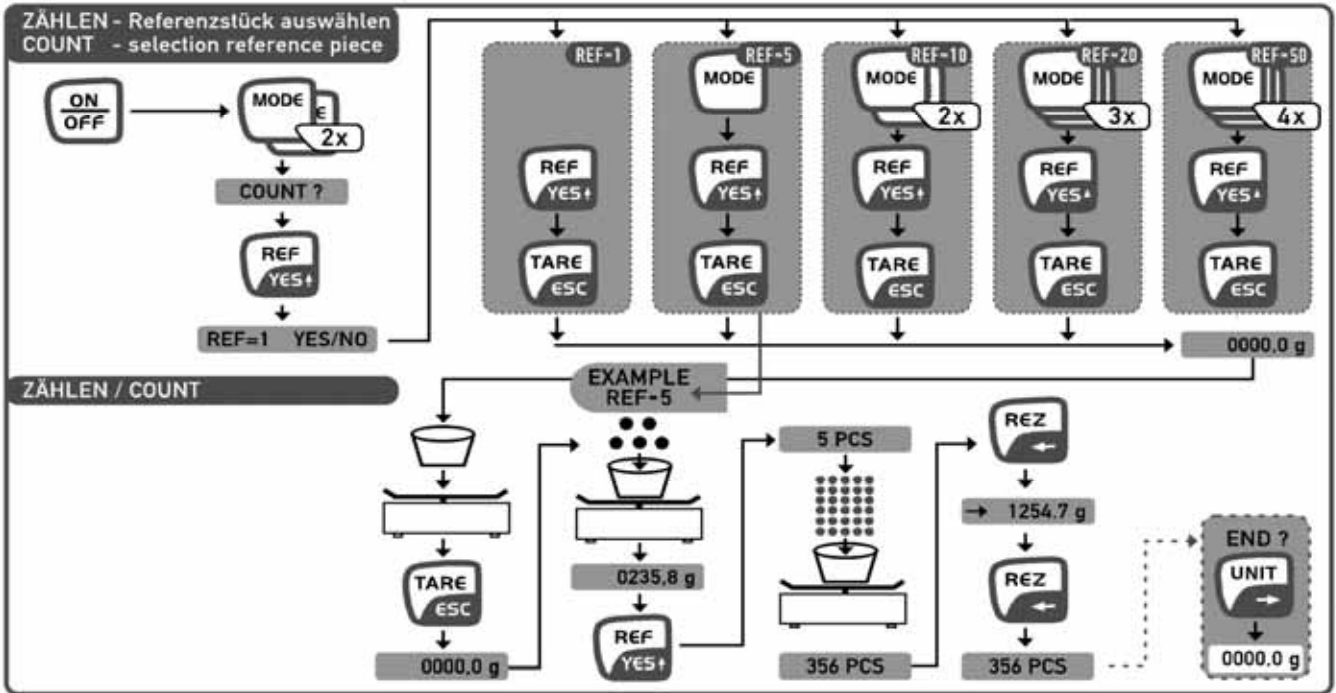 ZÄHLEN - Referenzstück auswählen
COUNT - selection reference piece
ON
OFF
MODE
E
2x
COUNT ?
REF
YES
REF=1 YES/NO
REF-1
REF
YES
TARE
ESC
REF-5
MODE
REF
YES
TARE
ESC
REF-10
MODE
2x
REF
YES
TARE
ESC
REF-20
MODE
3x
REF
YES
TARE
ESC
REF-50
MODE
4x
REF
YES
TARE
ESC
0000,0 g
ZÄHLEN / COUNT
TARE
ESC
0000,0 g
EXAMPLE
REF-5
0235,8 g
REF
YES
5 PCS
356 PCS
REZ
→ 1254.7 g
REZ
356 PCS
END ?
UNIT
0000.0 g